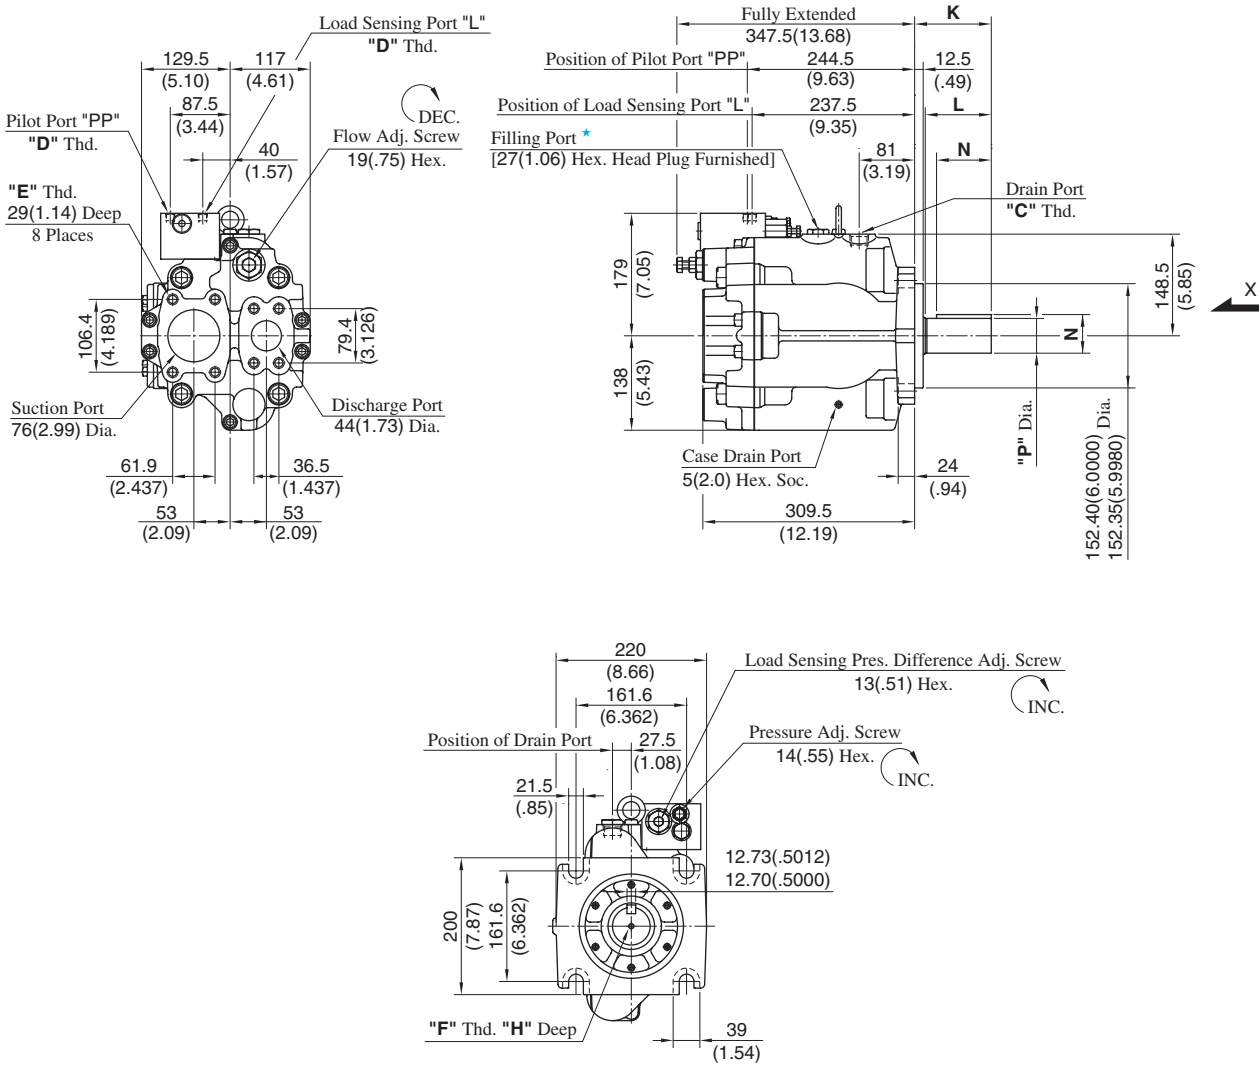 Load Sensing Port "L"
"D" Thd.
129.5
(5.10)
117
(4.61)
87.5
(3.44)
DEC.
Pilot Port "PP"
"D" Thd.
Flow Adj. Screw
19(.75) Hex.
40
(1.57)
"E" Thd.
29(1.14) Deep
8 Places
106.4
(4.189)
79.4
(3.126)
Suction Port
76(2.99) Dia.
Discharge Port
44(1.73) Dia.
61.9
(2.437)
36.5
(1.437)
53
(2.09)
53
(2.09)
Fully Extended
347.5(13.68)
K
Position of Pilot Port "PP"
244.5
(9.63)
12.5
(.49)
Position of Load Sensing Port "L"
237.5
(9.35)
L
Filling Port ★
[27(1.06) Hex. Head Plug Furnished]
81
(3.19)
N
Drain Port
"C" Thd.
179
(7.05)
138
(5.43)
148.5
(5.85)
X
N
Case Drain Port
5(2.0) Hex. Soc.
"P" Dia.
24
(.94)
152.40(6.0000)
152.35(5.9980)
Dia.
309.5
(12.19)
220
(8.66)
Load Sensing Pres. Difference Adj. Screw
13(.51) Hex.
INC.
161.6
(6.362)
Position of Drain Port
27.5
(1.08)
Pressure Adj. Screw
14(.55) Hex.
INC.
21.5
(.85)
12.73(.5012)
12.70(.5000)
200
(7.87)
161.6
(6.362)
"F" Thd. "H" Deep
39
(1.54)